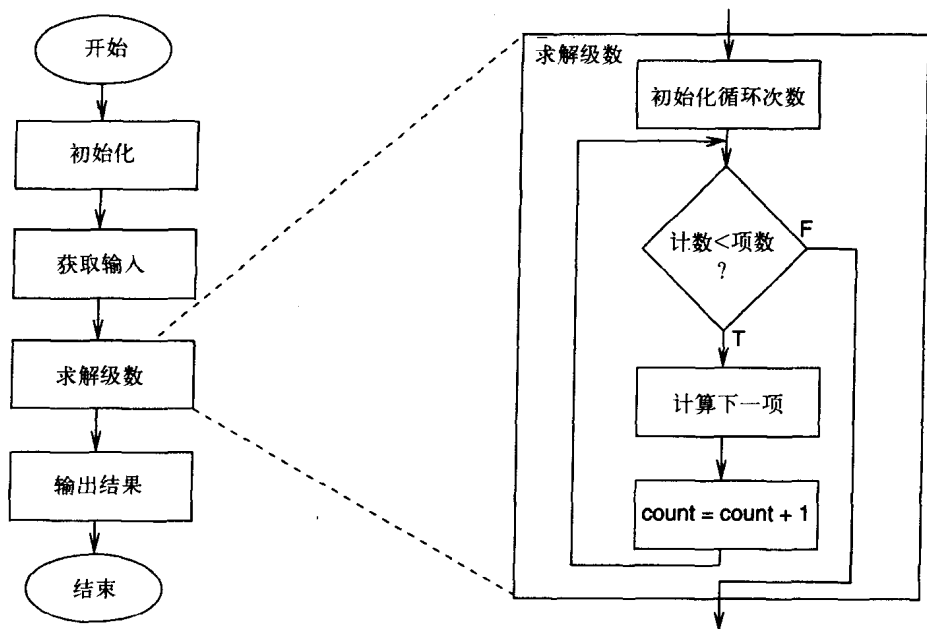 开始
初始化
获取输入
求解级数
输出结果
结束
求解级数
初始化循环次数
计数<项数
?
F
T
计算下一项
count = count + 1